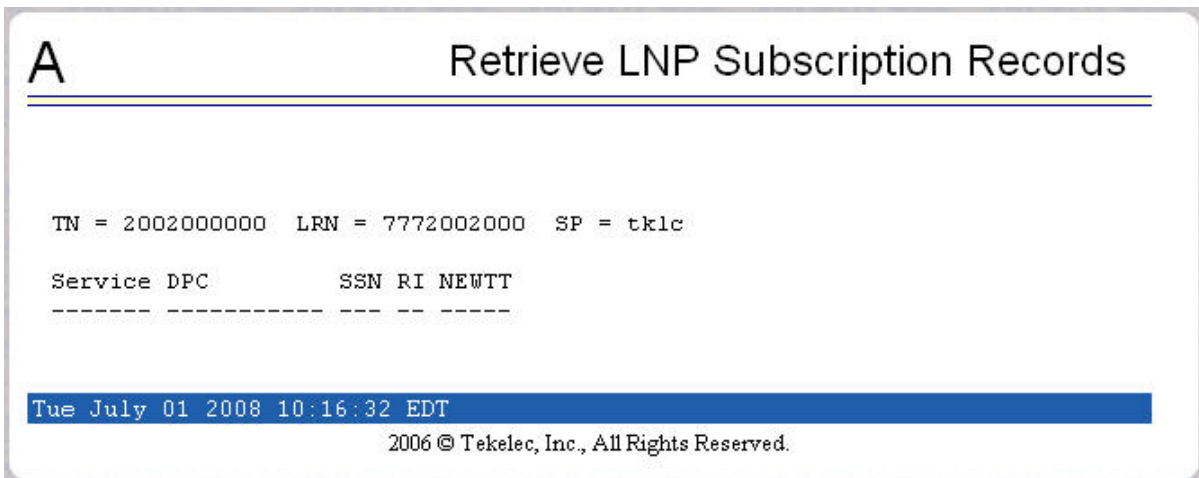 A Retrieve LNP Subscription Records
TN = 2002000000 LRN = 7772002000 SP = tklc
Service DPC SSN RI NEWTT
------- ----------- --- -- -----
Tue July 01 2008 10:16:32 EDT
2006 © Tekelec, Inc., All Rights Reserved.